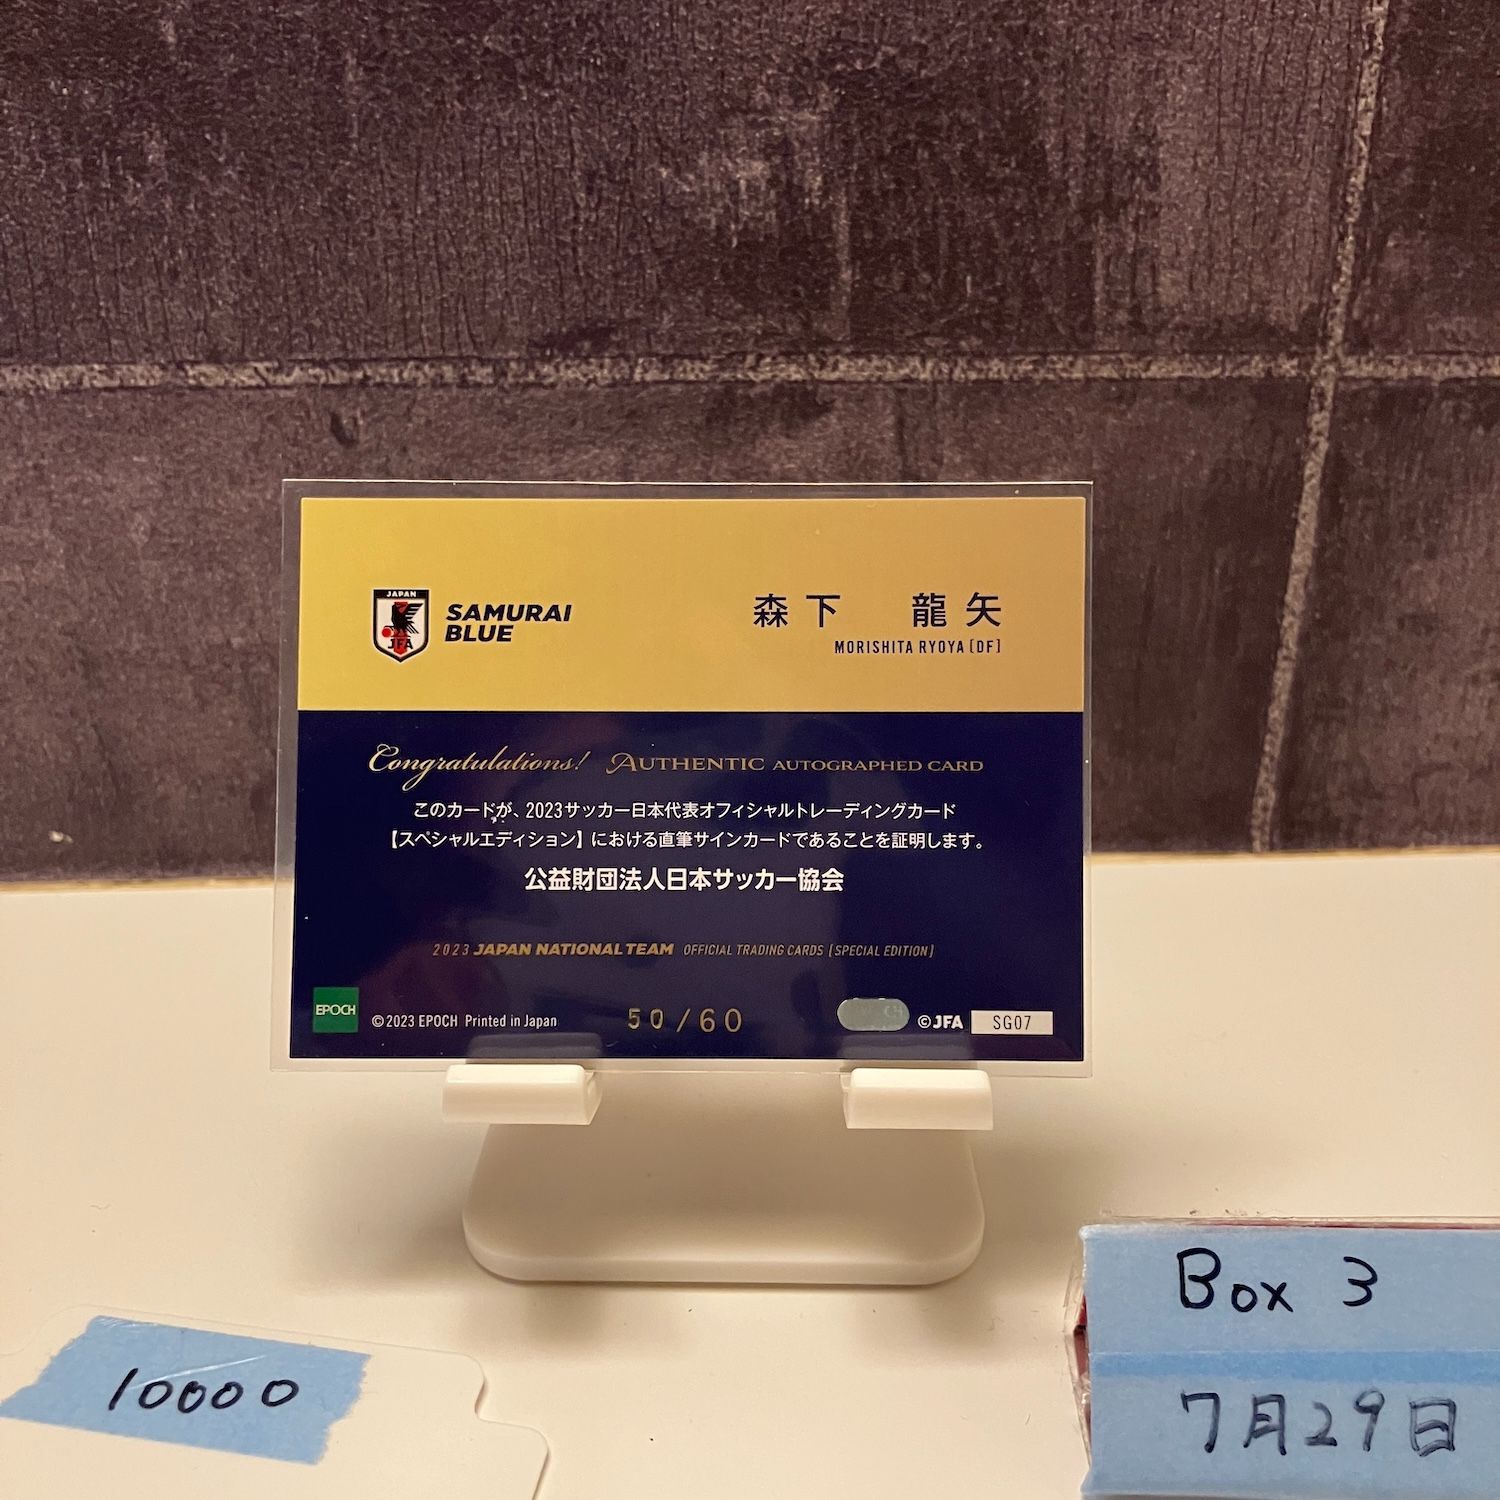 JAPAN
JFA
SAMURAI
BLUE
森下 龍矢
MORISHITA RYOYA [DF]
Congratulations! AUTHENTIC AUTOGRAPHED CARD
このカードが、2023サッカー日本代表オフィシャルトレーディングカード
【スペシャルエディション】における直筆サインカードであることを証明します。
公益財団法人日本サッカー協会
2023 JAPAN NATIONAL TEAM OFFICIAL TRADING CARDS [SPECIAL EDITION]
EPOCH
©2023 EPOCH Printed in Japan
50/60
©JFA
SG07
Box 3
7月29日
10000